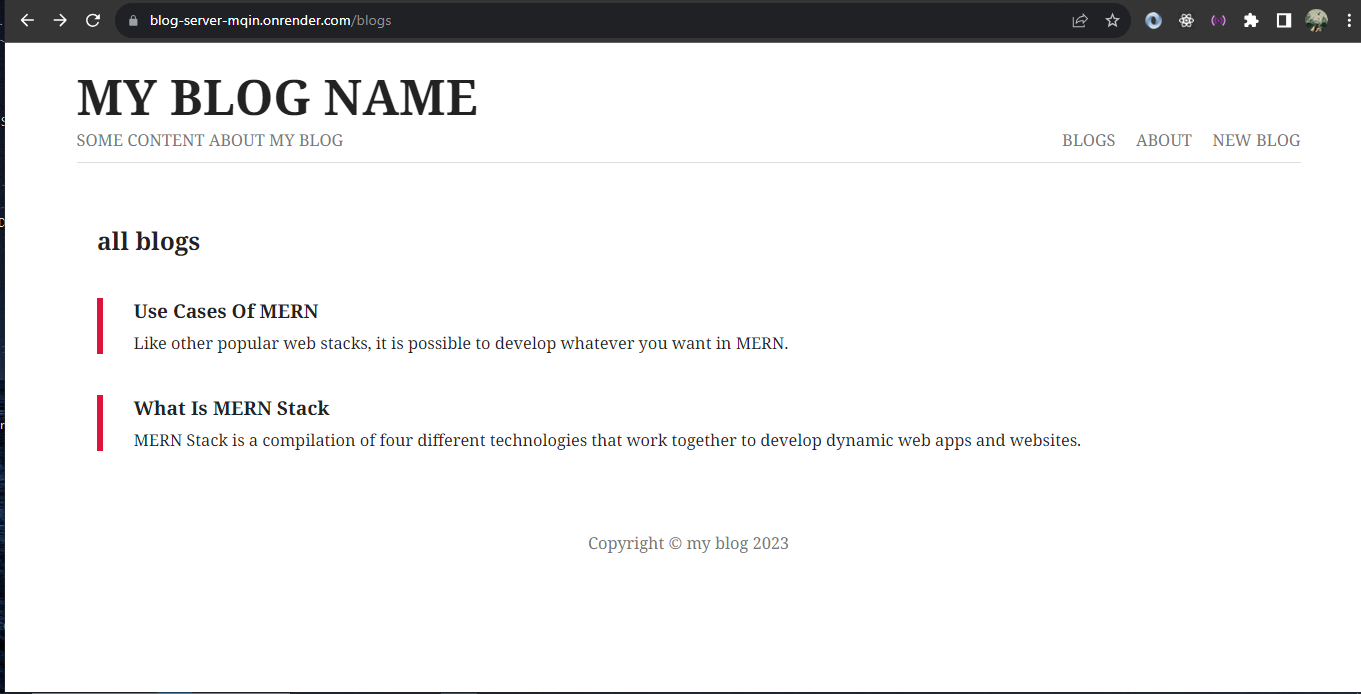 blog-server-mqin.onrender.com/blogs
MY BLOG NAME
SOME CONTENT ABOUT MY BLOG
BLOGS ABOUT NEW BLOG
all blogs
Use Cases Of MERN
Like other popular web stacks, it is possible to develop whatever you want in MERN.
What Is MERN Stack
MERN Stack is a compilation of four different technologies that work together to develop dynamic web apps and websites.
Copyright © my blog 2023